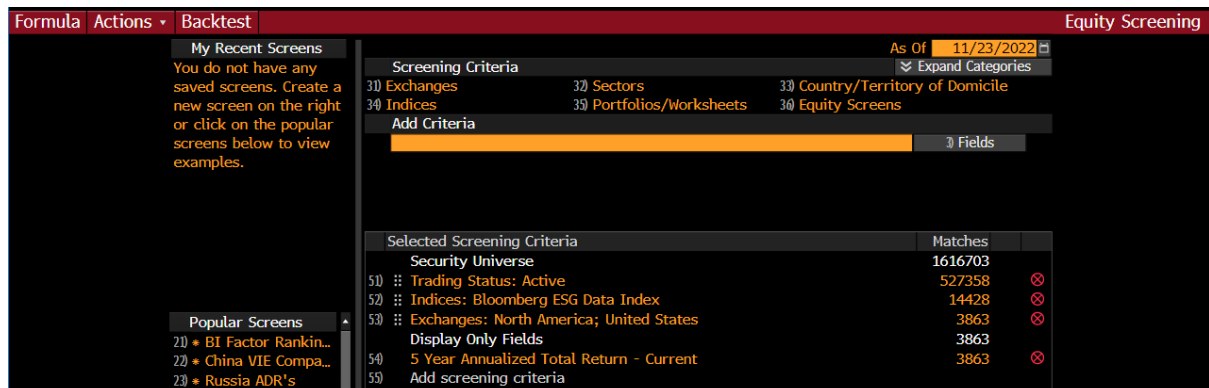 Formula Actions Backtest Equity Screening
My Recent Screens
You do not have any
saved screens. Create a
new screen on the right
or click on the popular
screens below to view
examples.
Popular Screens
21) * BI Factor Rankin...
22) * China VIE Compa...
23) * Russia ADR's
As Of 11/23/2022
Screening Criteria Expand Categories
31) Exchanges 32) Sectors 33) Country/Territory of Domicile
34) Indices 35) Portfolios/Worksheets 36) Equity Screens
Add Criteria
3) Fields
Selected Screening Criteria Matches
Security Universe 1616703
51) Trading Status: Active 527358
52) Indices: Bloomberg ESG Data Index 14428
53) Exchanges: North America; United States 3863
Display Only Fields 3863
54) 5 Year Annualized Total Return - Current 3863
55) Add screening criteria